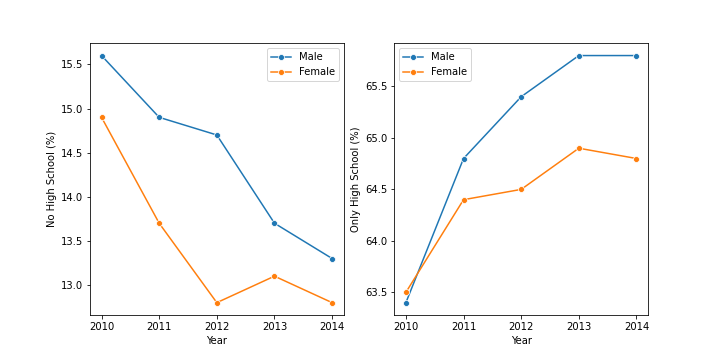 No High School (%)
15.5
15.0
14.5
14.0
13.5
13.0
2010 2011 2012 2013 2014
Year
Male
Female
Only High School (%)
65.5
65.0
64.5
64.0
63.5
2010 2011 2012 2013 2014
Year
Male
Female